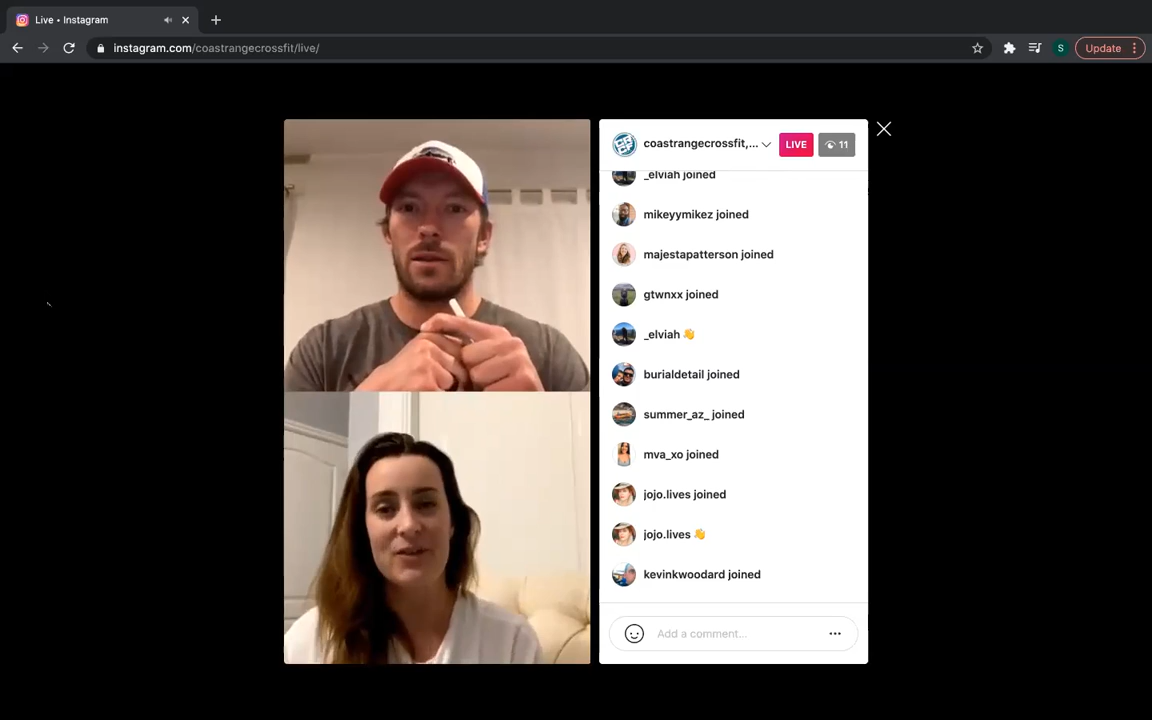 Live • Instagram
instagram.com/coastrangecrossfit/live/
S
Update
coastrangecrossfit,...
LIVE
11
_elviah joined
mikeyymikez joined
majestapatterson joined
gtwnxx joined
_elviah 👋
burialdetail joined
summer_az_ joined
mva_xo joined
jojo.lives joined
jojo.lives 👋
kevinkwoodard joined
Add a comment...